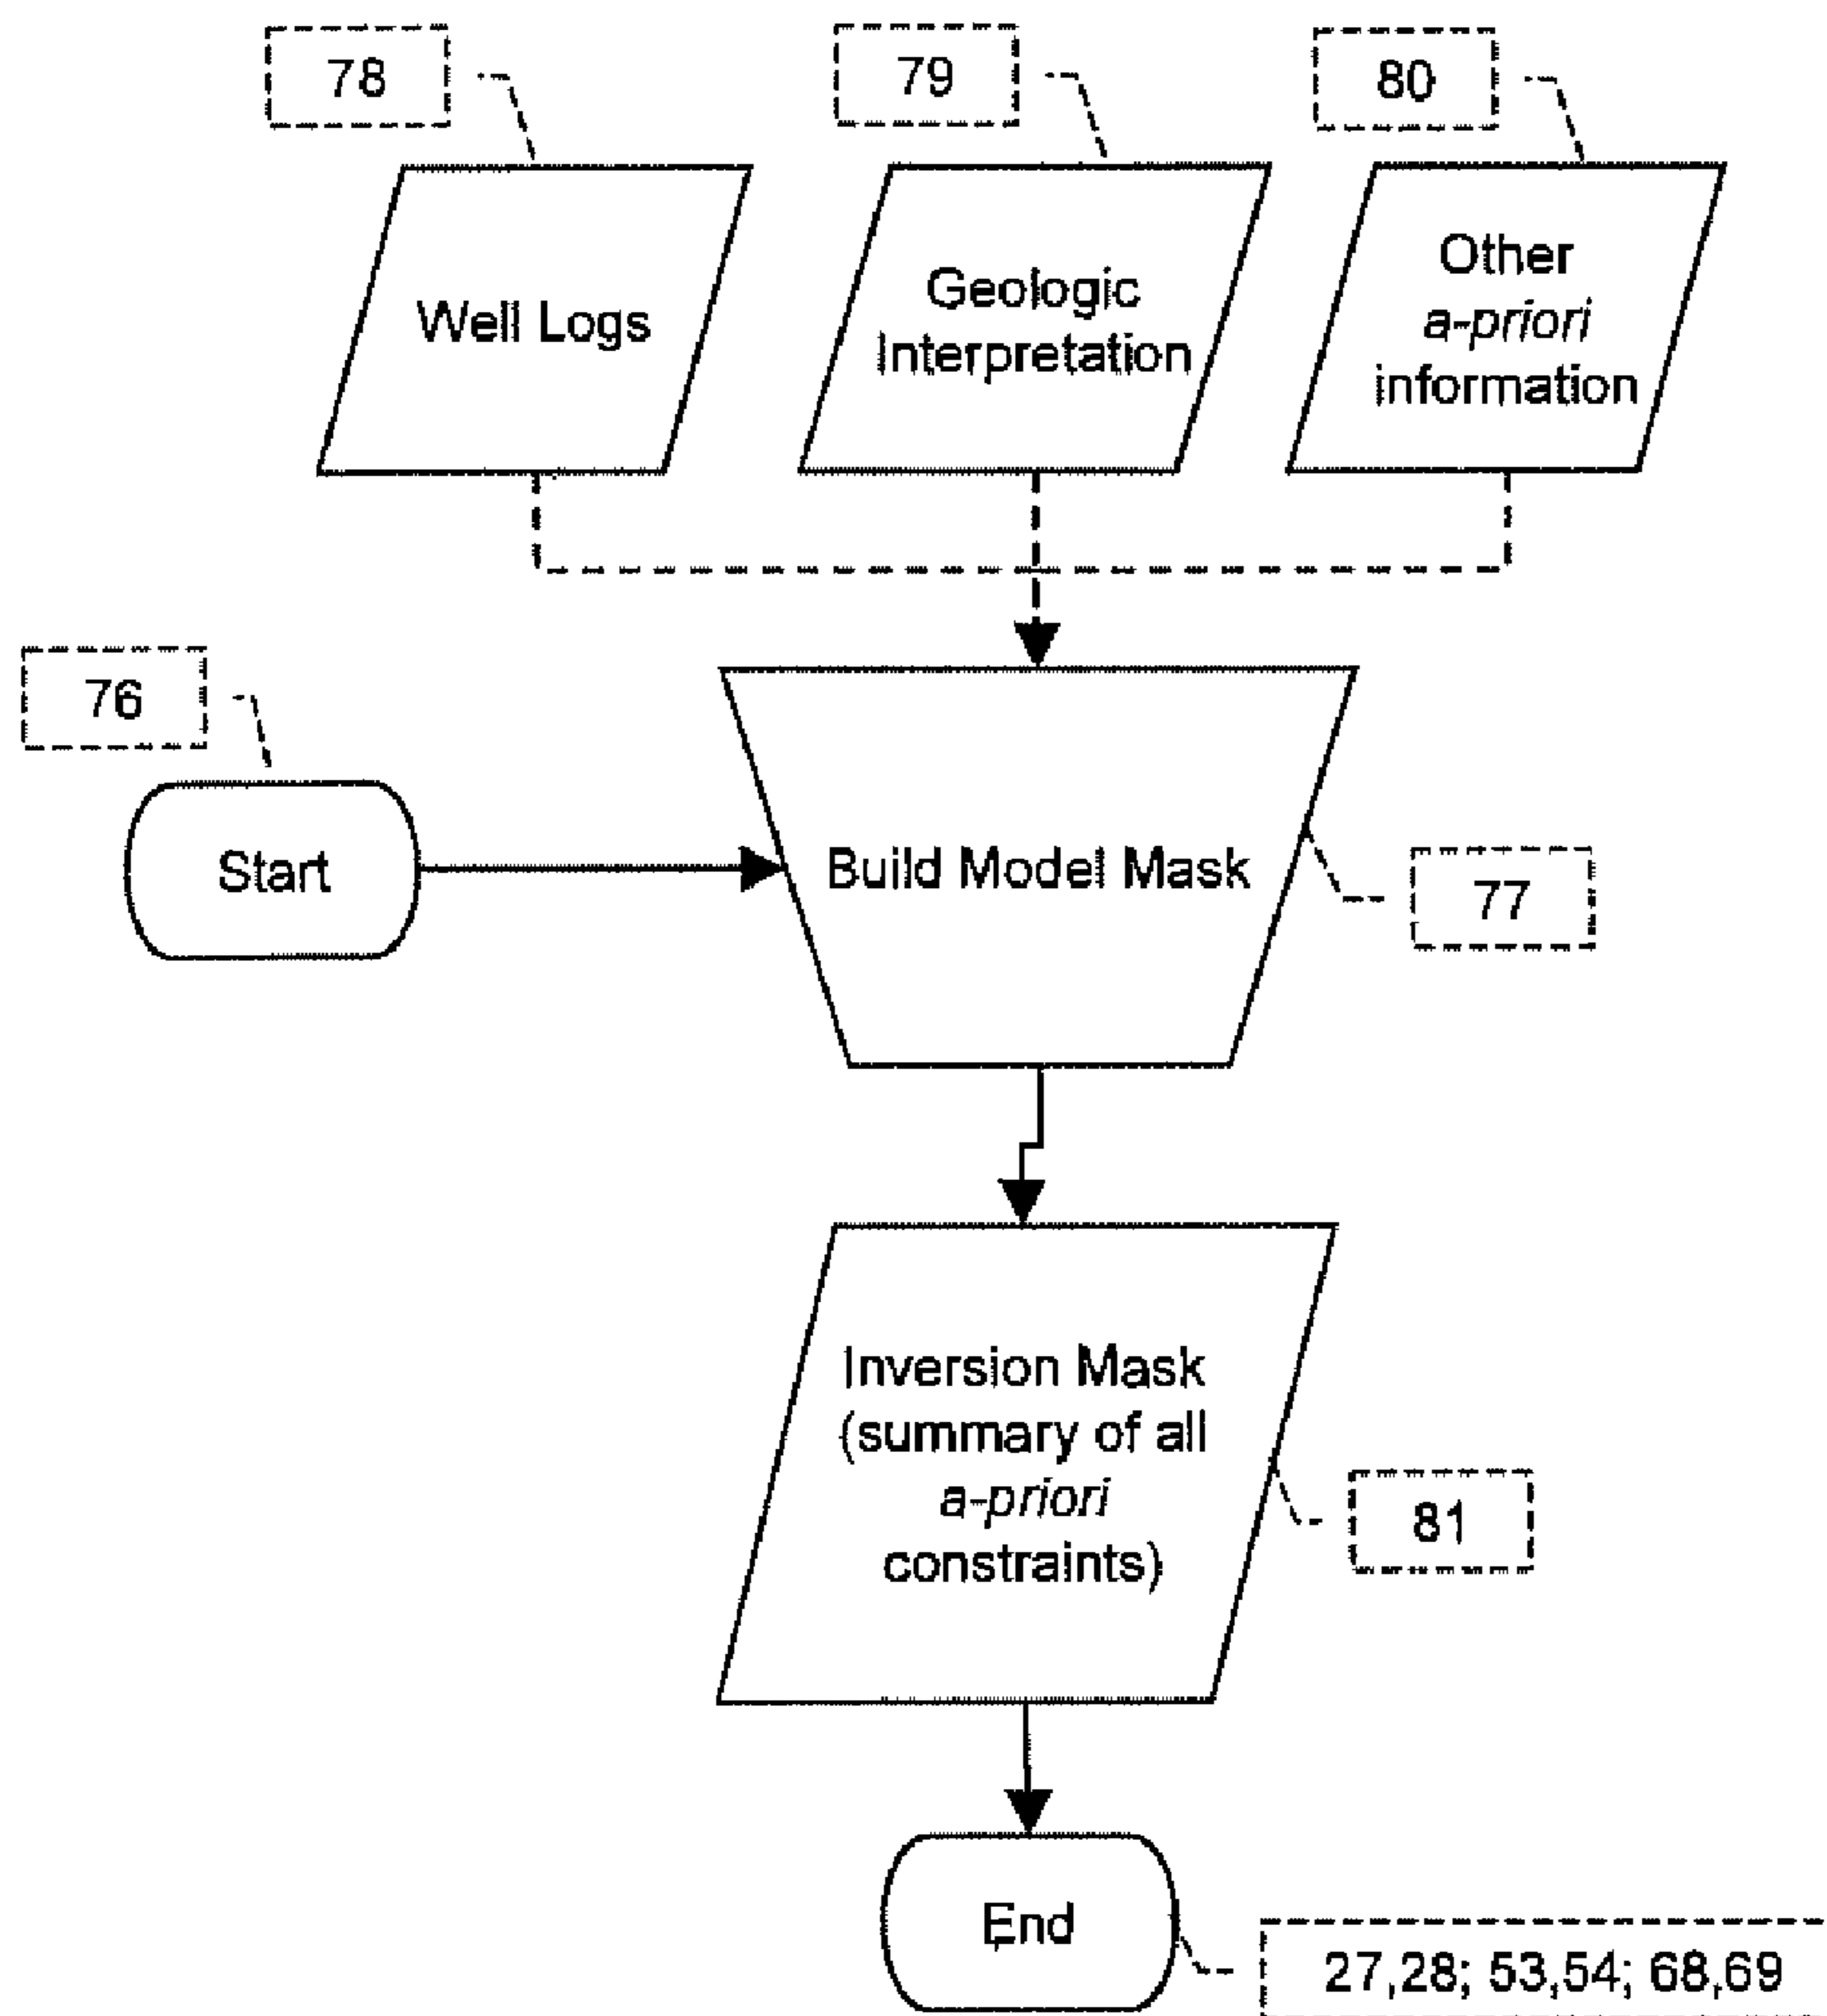 78
79
80
Well Logs
Geologic
Interpretation
Other
a-priori
information
76
Start
Build Model Mask
77
Inversion Mask
(summary of all
a-priori
constraints)
81
End
27,28; 53,54; 68,69